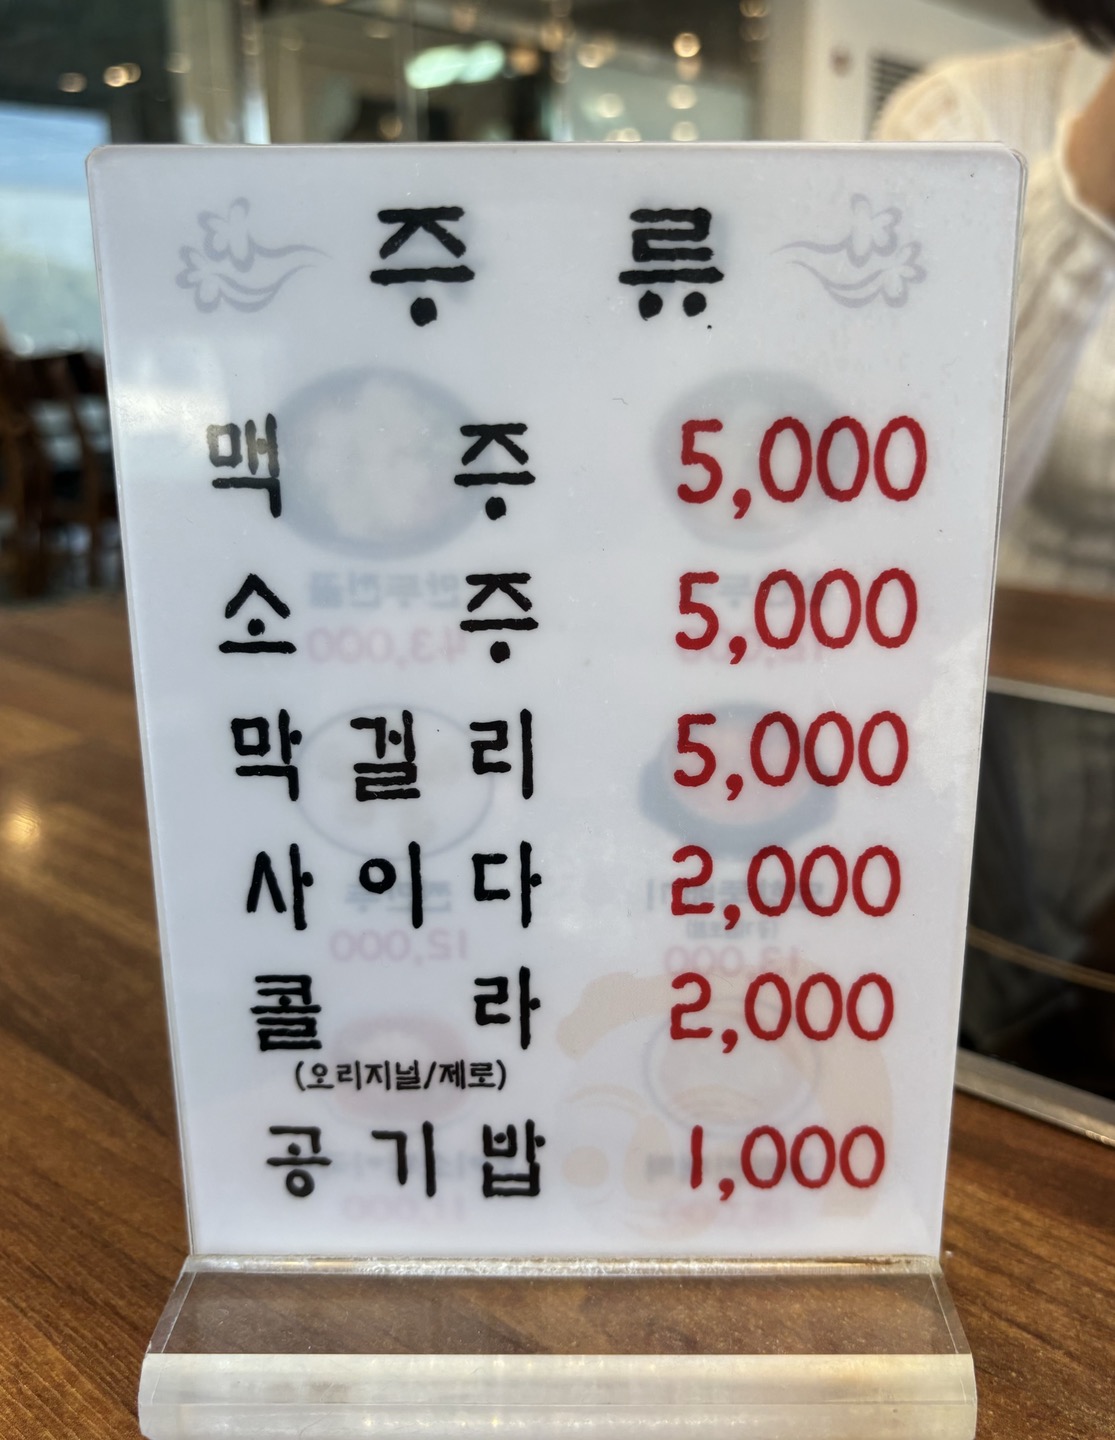 주 류
맥 주 5,000
소 주 5,000
막 걸 리 5,000
사 이 다 2,000
콜 라 2,000
(오리지널/제로)
공 기 밥 1,000